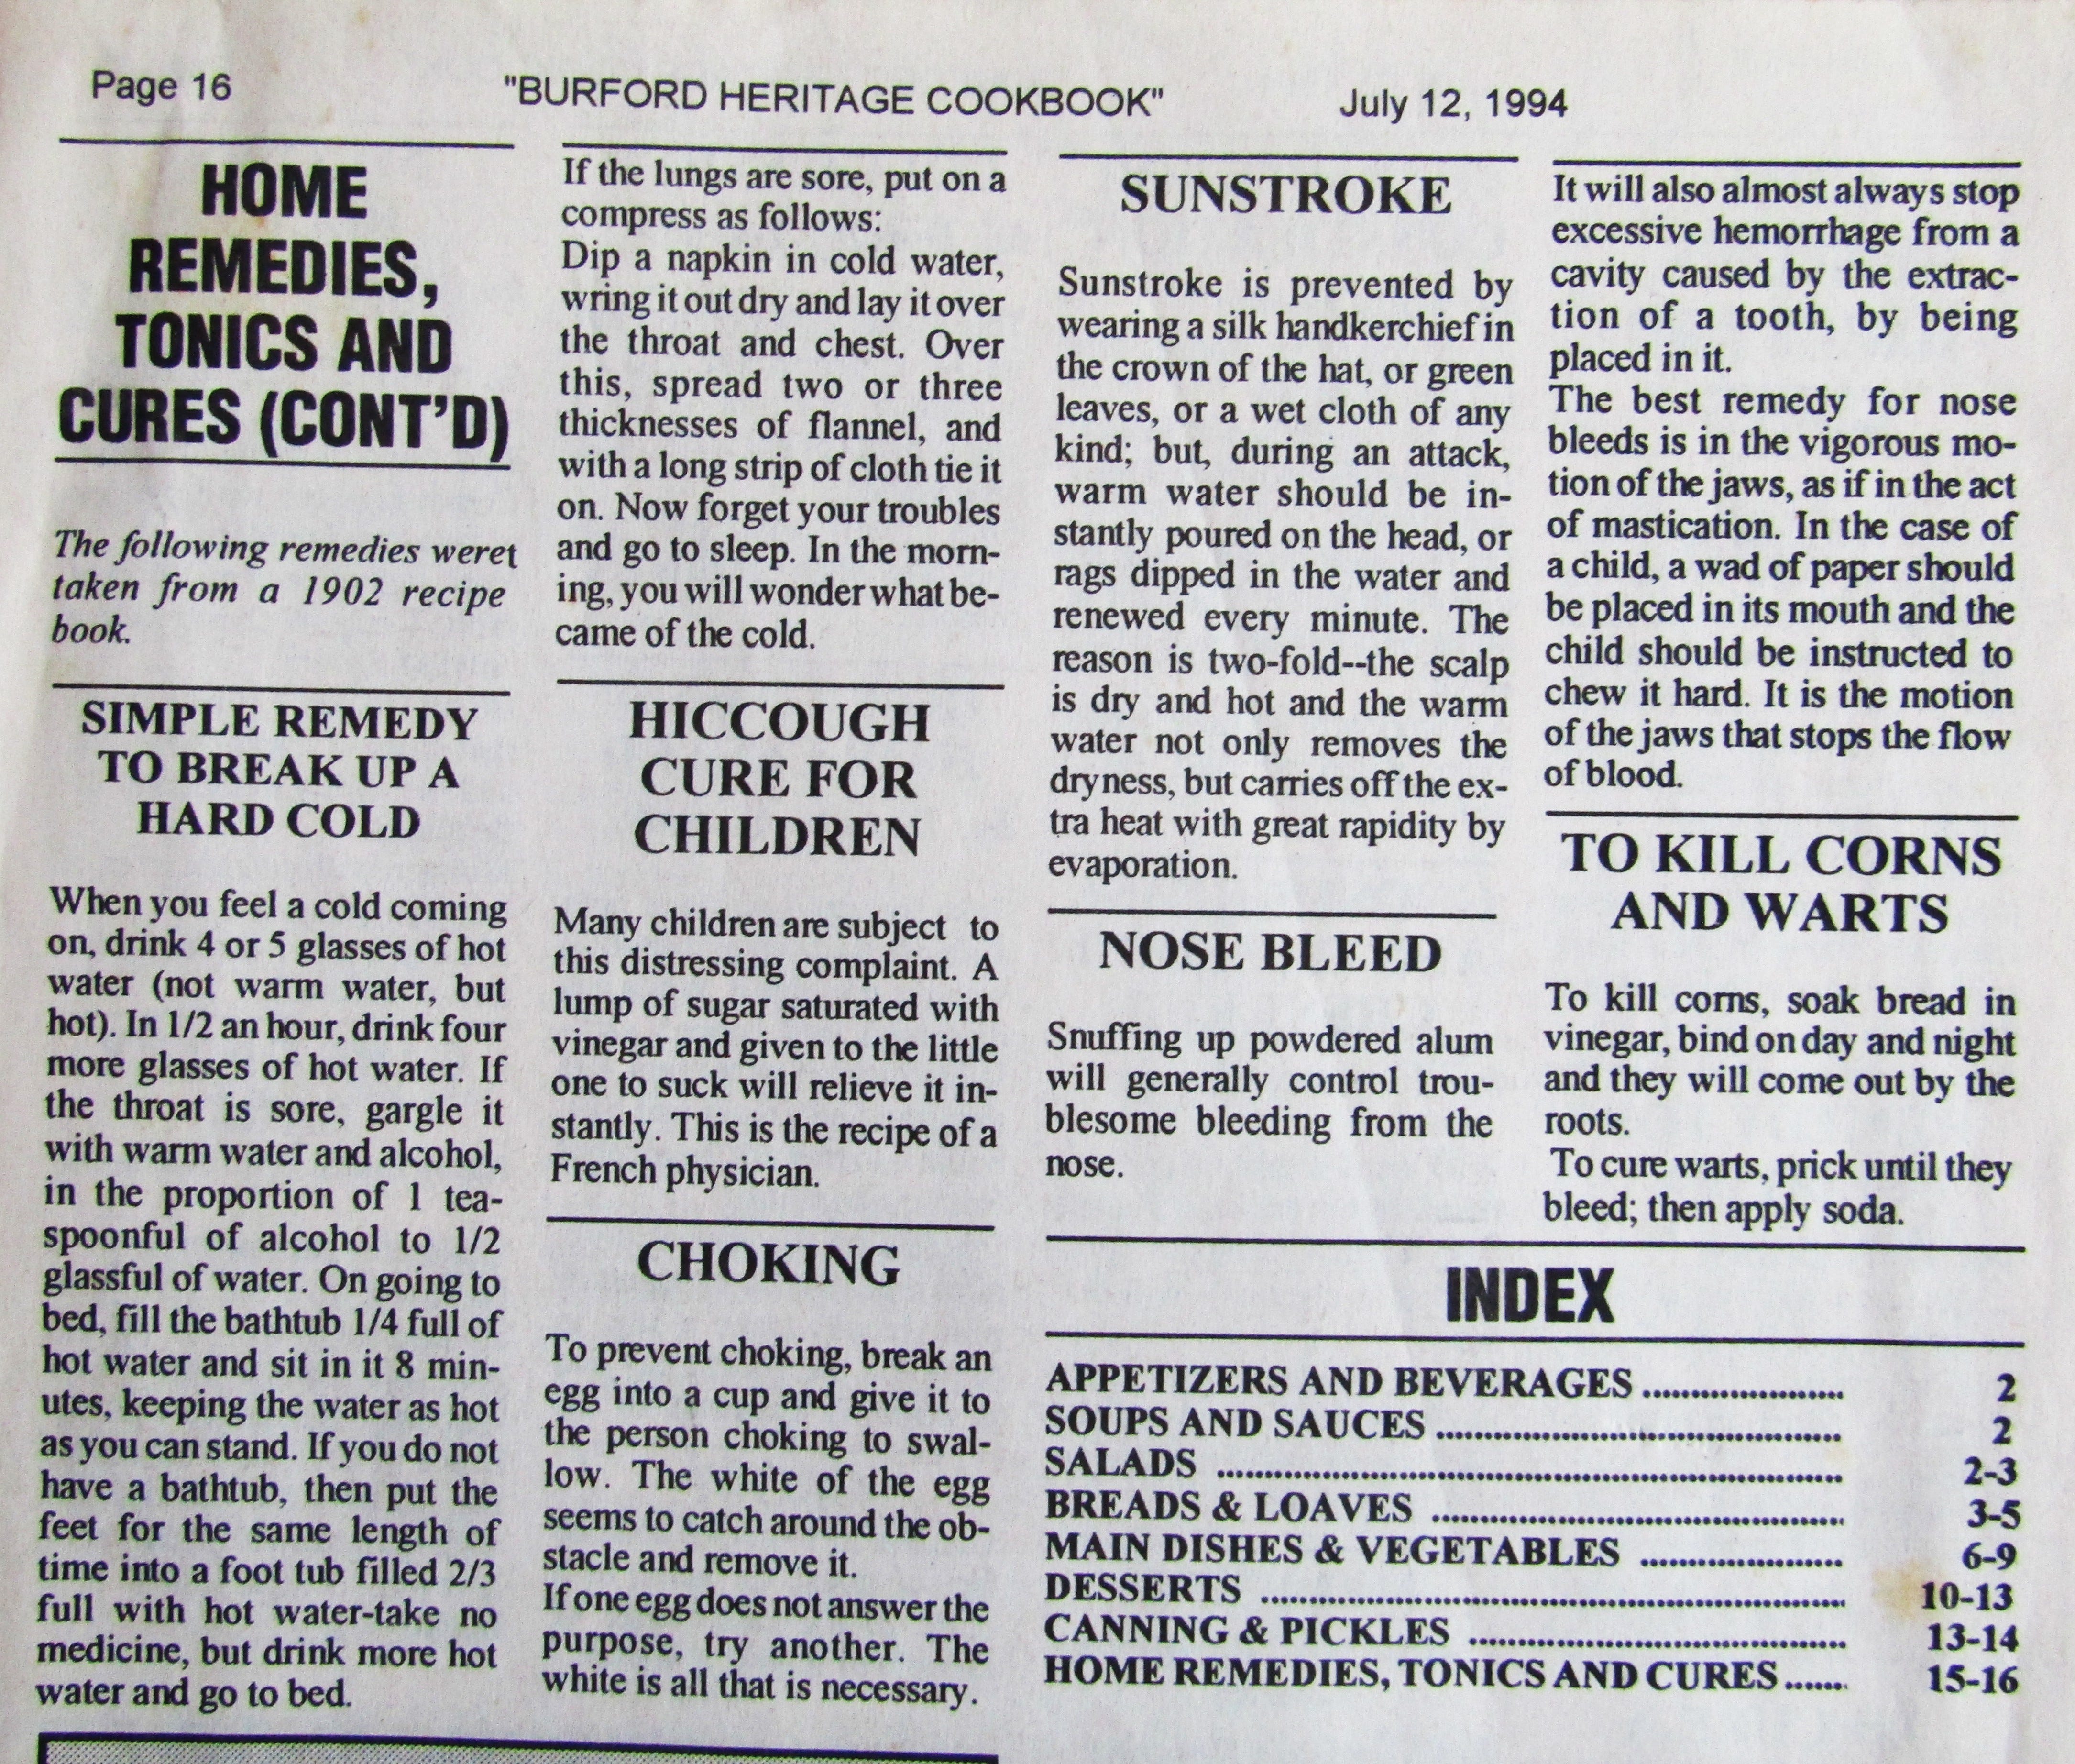 Page 16
"BURFORD HERITAGE COOKBOOK"
July 12, 1994
HOME
REMEDIES,
TONICS AND
CURES (CONT'D)
The following remedies weret
taken from a 1902 recipe
book.
SIMPLE REMEDY
TO BREAK UP A
HARD COLD
When you feel a cold coming
on, drink 4 or 5 glasses of hot
water (not warm water, but
hot). In 1/2 an hour, drink four
more glasses of hot water. If
the throat is sore, gargle it
with warm water and alcohol,
in the proportion of 1 tea-
spoonful of alcohol to 1/2
glassful of water. On going to
bed, fill the bathtub 1/4 full of
hot water and sit in it 8 min-
utes, keeping the water as hot
as you can stand. If you do not
have a bathtub, then put the
feet for the same length of
time into a foot tub filled 2/3
full with hot water-take no
medicine, but drink more hot
water and go to bed.
If the lungs are sore, put on a
compress as follows:
Dip a napkin in cold water,
wring it out dry and lay it over
the throat and chest. Over
this, spread two or three
thicknesses of flannel, and
with a long strip of cloth tie it
on. Now forget your troubles
and go to sleep. In the morn-
ing, you will wonder what be-
came of the cold.
HICCOUGH
CURE FOR
CHILDREN
Many children are subject to
this distressing complaint. A
lump of sugar saturated with
vinegar and given to the little
one to suck will relieve it in-
stantly. This is the recipe of a
French physician.
CHOKING
To prevent choking, break an
egg into a cup and give it to
the person choking to swal-
low. The white of the egg
seems to catch around the ob-
stacle and remove it.
If one egg does not answer the
purpose, try another. The
white is all that is necessary.
SUNSTROKE
Sunstroke is prevented by
wearing a silk handkerchief in
the crown of the hat, or green
leaves, or a wet cloth of any
kind; but, during an attack,
warm water should be in-
stantly poured on the head, or
rags dipped in the water and
renewed every minute. The
reason is two-fold--the scalp
is dry and hot and the warm
water not only removes the
dryness, but carries off the ex-
tra heat with great rapidity by
evaporation.
NOSE BLEED
Snuffing up powdered alum
will generally control trou-
blesome bleeding from the
nose.
It will also almost always stop
excessive hemorrhage from a
cavity caused by the extrac-
tion of a tooth, by being
placed in it.
The best remedy for nose
bleeds is in the vigorous mo-
tion of the jaws, as if in the act
of mastication. In the case of
a child, a wad of paper should
be placed in its mouth and the
child should be instructed to
chew it hard. It is the motion
of the jaws that stops the flow
of blood.
TO KILL CORNS
AND WARTS
To kill corns, soak bread in
vinegar, bind on day and night
and they will come out by the
roots.
To cure warts, prick until they
bleed; then apply soda.
INDEX
APPETIZERS AND BEVERAGES ..................... 2
SOUPS AND SAUCES .......................................... 2
SALADS ................................................................. 2-3
BREADS & LOAVES ........................................... 3-5
MAIN DISHES & VEGETABLES ..................... 6-9
DESSERTS ............................................................. 10-13
CANNING & PICKLES ....................................... 13-14
HOME REMEDIES, TONICS AND CURES ....... 15-16